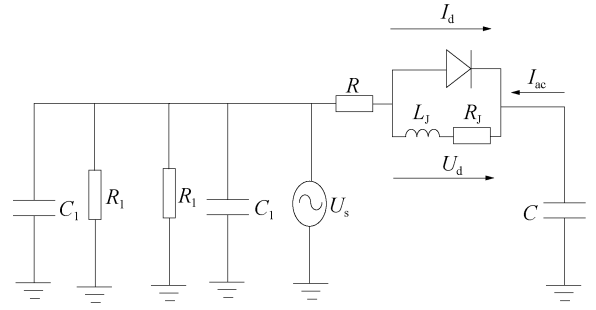 I_d
R
I_ac
L_J
R_J
U_d
C_1
R_1
R_1
C_1
U_s
C